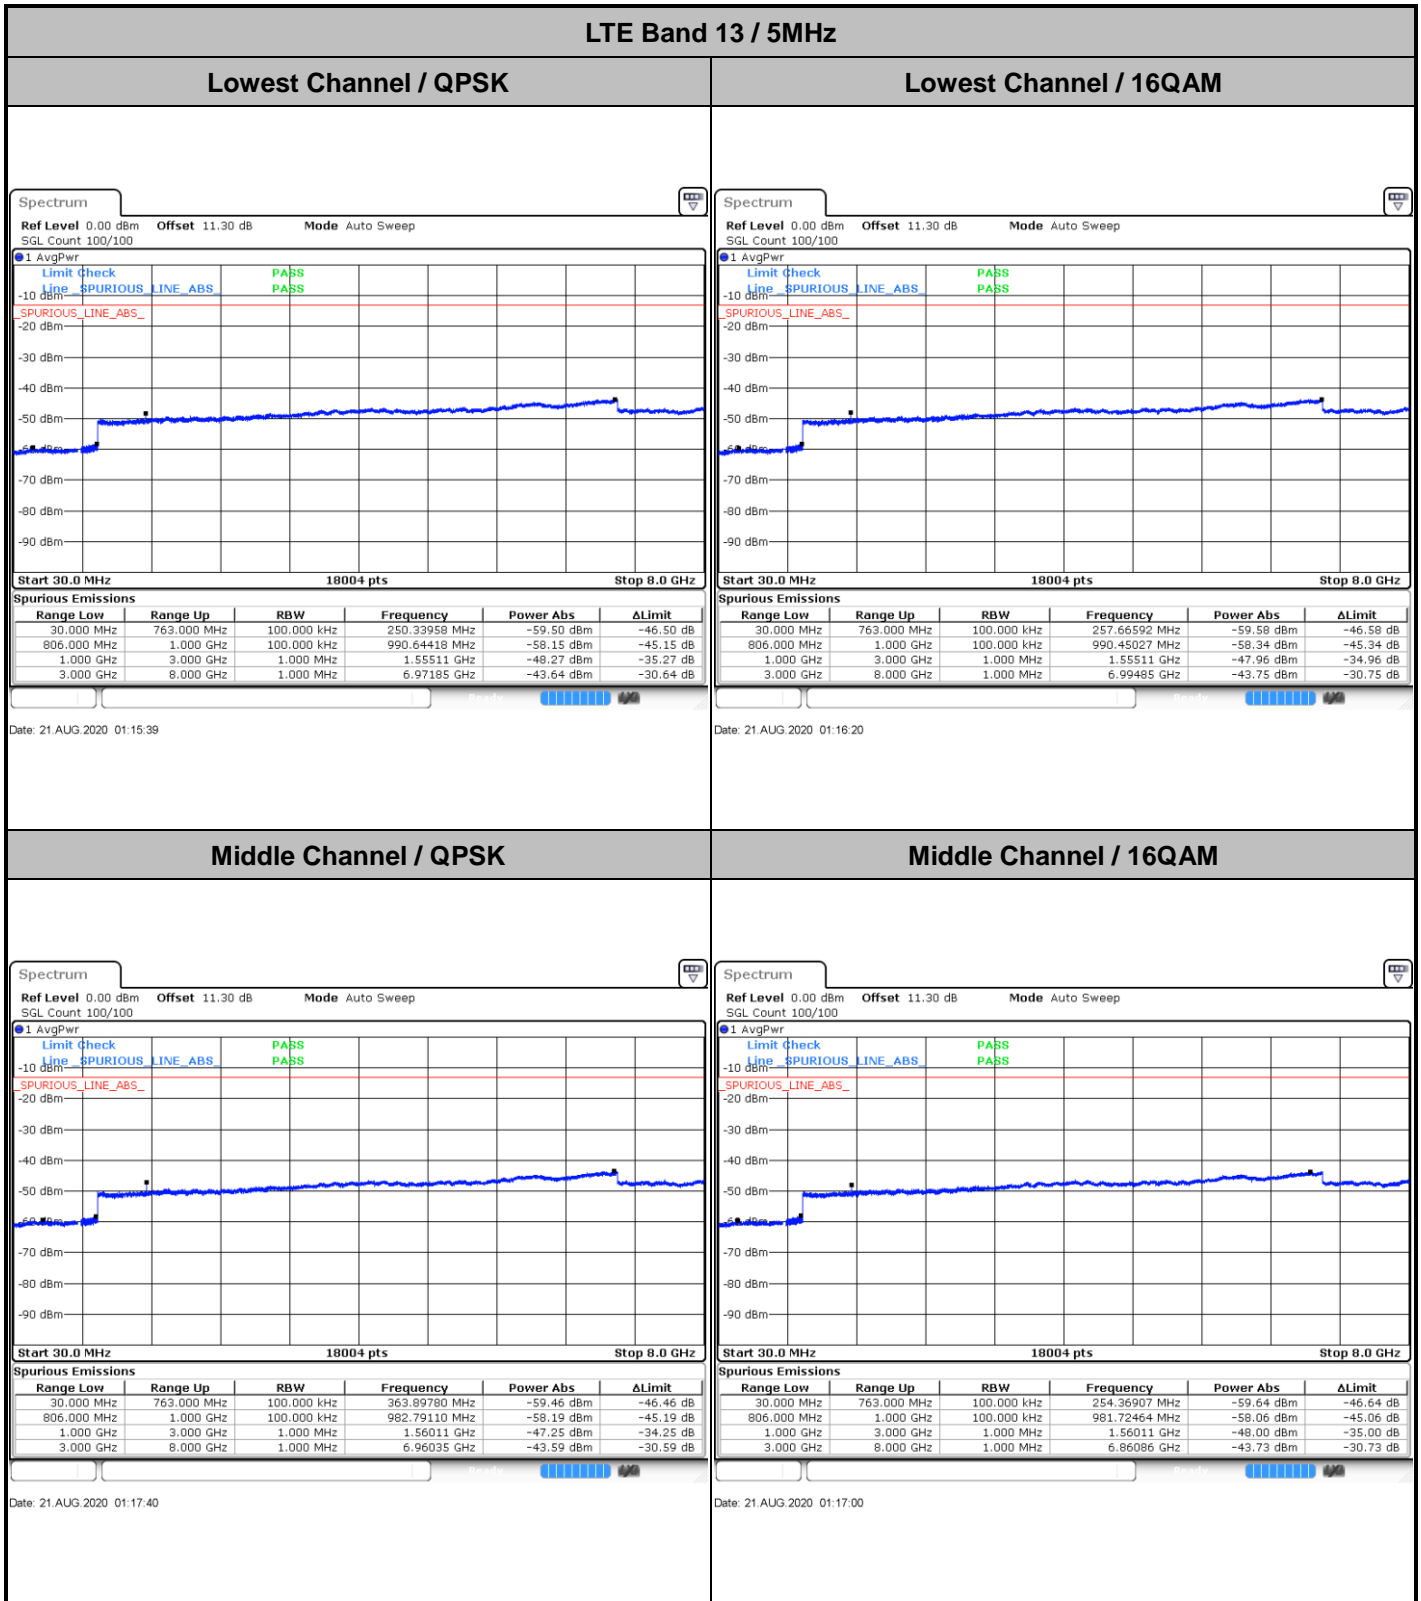 LTE Band 13 / 5MHz
Lowest Channel / QPSK
Lowest Channel / 16QAM
Spectrum
Ref Level 0.00 dBm Offset 11.30 dB Mode Auto Sweep
SGL Count 100/100
1 AvgPwr
Limit Check PASS
Line _SPURIOUS_LINE_ABS_ PASS
-10 dBm
_SPURIOUS_LINE_ABS_
-20 dBm
-30 dBm
-40 dBm
-50 dBm
-60 dBm
-70 dBm
-80 dBm
-90 dBm
Start 30.0 MHz 18004 pts Stop 8.0 GHz
Spurious Emissions
Range Low Range Up RBW Frequency Power Abs ΔLimit
30.000 MHz 763.000 MHz 100.000 kHz 250.33958 MHz -59.50 dBm -46.50 dB
806.000 MHz 1.000 GHz 100.000 kHz 990.64418 MHz -58.15 dBm -45.15 dB
1.000 GHz 3.000 GHz 1.000 MHz 1.55511 GHz -48.27 dBm -35.27 dB
3.000 GHz 8.000 GHz 1.000 MHz 6.97185 GHz -43.64 dBm -30.64 dB
Ready
Date: 21.AUG.2020 01:15:39
Spectrum
Ref Level 0.00 dBm Offset 11.30 dB Mode Auto Sweep
SGL Count 100/100
1 AvgPwr
Limit Check PASS
Line _SPURIOUS_LINE_ABS_ PASS
-10 dBm
_SPURIOUS_LINE_ABS_
-20 dBm
-30 dBm
-40 dBm
-50 dBm
-60 dBm
-70 dBm
-80 dBm
-90 dBm
Start 30.0 MHz 18004 pts Stop 8.0 GHz
Spurious Emissions
Range Low Range Up RBW Frequency Power Abs ΔLimit
30.000 MHz 763.000 MHz 100.000 kHz 257.66592 MHz -59.58 dBm -46.58 dB
806.000 MHz 1.000 GHz 100.000 kHz 990.45027 MHz -58.34 dBm -45.34 dB
1.000 GHz 3.000 GHz 1.000 MHz 1.55511 GHz -47.96 dBm -34.96 dB
3.000 GHz 8.000 GHz 1.000 MHz 6.99485 GHz -43.75 dBm -30.75 dB
Ready
Date: 21.AUG.2020 01:16:20
Middle Channel / QPSK
Middle Channel / 16QAM
Spectrum
Ref Level 0.00 dBm Offset 11.30 dB Mode Auto Sweep
SGL Count 100/100
1 AvgPwr
Limit Check PASS
Line _SPURIOUS_LINE_ABS_ PASS
-10 dBm
_SPURIOUS_LINE_ABS_
-20 dBm
-30 dBm
-40 dBm
-50 dBm
-60 dBm
-70 dBm
-80 dBm
-90 dBm
Start 30.0 MHz 18004 pts Stop 8.0 GHz
Spurious Emissions
Range Low Range Up RBW Frequency Power Abs ΔLimit
30.000 MHz 763.000 MHz 100.000 kHz 363.89780 MHz -59.46 dBm -46.46 dB
806.000 MHz 1.000 GHz 100.000 kHz 982.79110 MHz -58.19 dBm -45.19 dB
1.000 GHz 3.000 GHz 1.000 MHz 1.56011 GHz -47.25 dBm -34.25 dB
3.000 GHz 8.000 GHz 1.000 MHz 6.96035 GHz -43.59 dBm -30.59 dB
Ready
Date: 21.AUG.2020 01:17:40
Spectrum
Ref Level 0.00 dBm Offset 11.30 dB Mode Auto Sweep
SGL Count 100/100
1 AvgPwr
Limit Check PASS
Line _SPURIOUS_LINE_ABS_ PASS
-10 dBm
_SPURIOUS_LINE_ABS_
-20 dBm
-30 dBm
-40 dBm
-50 dBm
-60 dBm
-70 dBm
-80 dBm
-90 dBm
Start 30.0 MHz 18004 pts Stop 8.0 GHz
Spurious Emissions
Range Low Range Up RBW Frequency Power Abs ΔLimit
30.000 MHz 763.000 MHz 100.000 kHz 254.36907 MHz -59.64 dBm -46.64 dB
806.000 MHz 1.000 GHz 100.000 kHz 981.72464 MHz -58.06 dBm -45.06 dB
1.000 GHz 3.000 GHz 1.000 MHz 1.56011 GHz -48.00 dBm -35.00 dB
3.000 GHz 8.000 GHz 1.000 MHz 6.86086 GHz -43.73 dBm -30.73 dB
Ready
Date: 21.AUG.2020 01:17:00